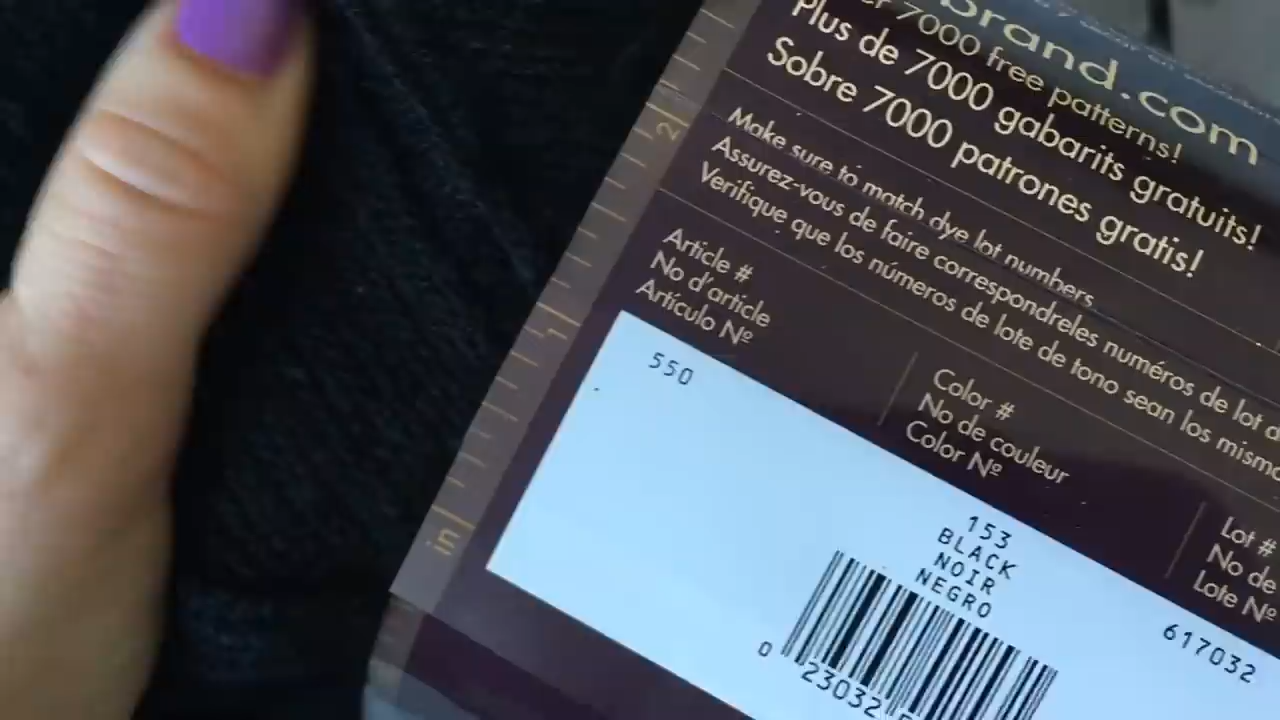 brand.com
7000 free patterns!
Plus de 7000 gabarits gratuits!
Sobre 7000 patrones gratis!
Make sure to match dye lot numbers
Assurez-vous de faire correspondreles numéros de lot
Verifique que los números de lote de tono sean los
Article #
No d'article
Artículo Nº
550
Color #
No de couleur
Color Nº
153
BLACK
NOIR
NEGRO
Lot #
No de
Lote Nº
617032
0 23032
2
1
in